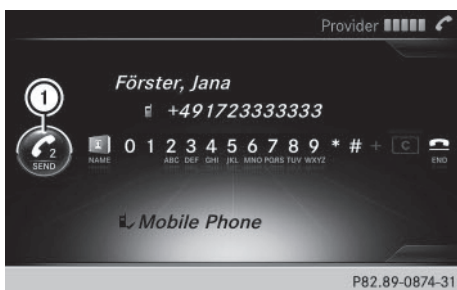 Provider
1
Förster, Jana
+491723333333
2
SEND
NAME
0 1 2 3 4 5 6 7 8 9 * # + C
ABC DEF GHI JKL MNO PQRS TUV WXYZ
END
Mobile Phone
P82.89-0874-31